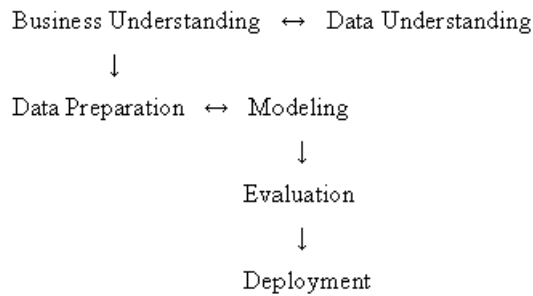 Business Understanding ↔ Data Understanding
↓
Data Preparation ↔ Modeling
↓
Evaluation
↓
Deployment